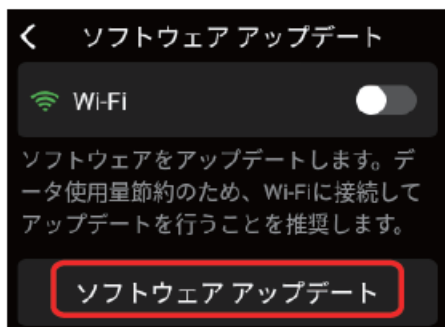 ソフトウェア アップデート
Wi-Fi
ソフトウェアをアップデートします。デ
ータ使用量節約のため、Wi-Fiに接続して
アップデートを行うことを推奨します。
ソフトウェア アップデート